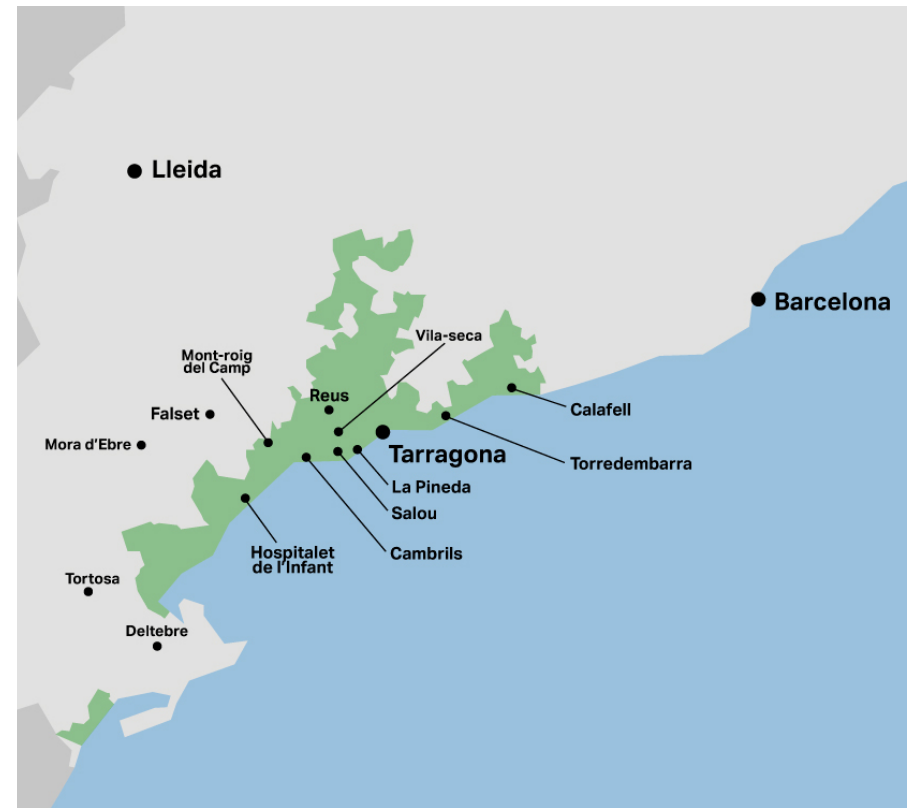 Lleida
Barcelona
Vila-seca
Mont-roig
del Camp
Reus
Calafell
Falset
Mora d'Ebre
Tarragona
Torredembarra
La Pineda
Salou
Hospitalet
de l'Infant
Cambrils
Tortosa
Deltebre